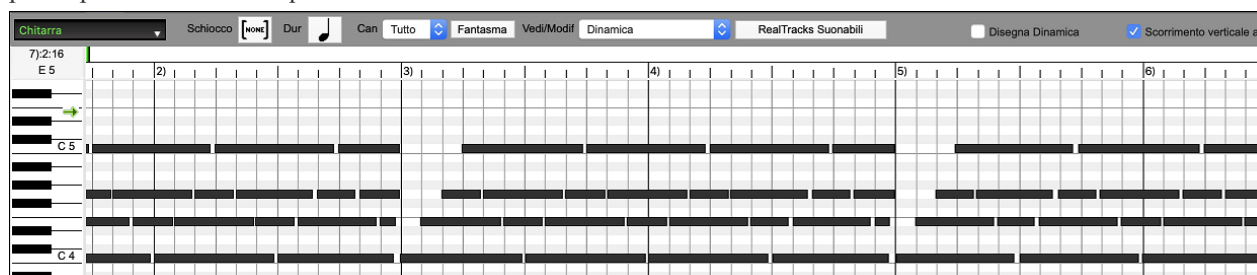 Chitarra Schiocco [NONE] Dur Can Tutto Fantasma Vedi/Modif Dinamica RealTracks Suonabili Disegna Dinamica Scorrimento verticale a
7):2:16
E 5 2) 3) 4) 5) 6)
C 5
C 4